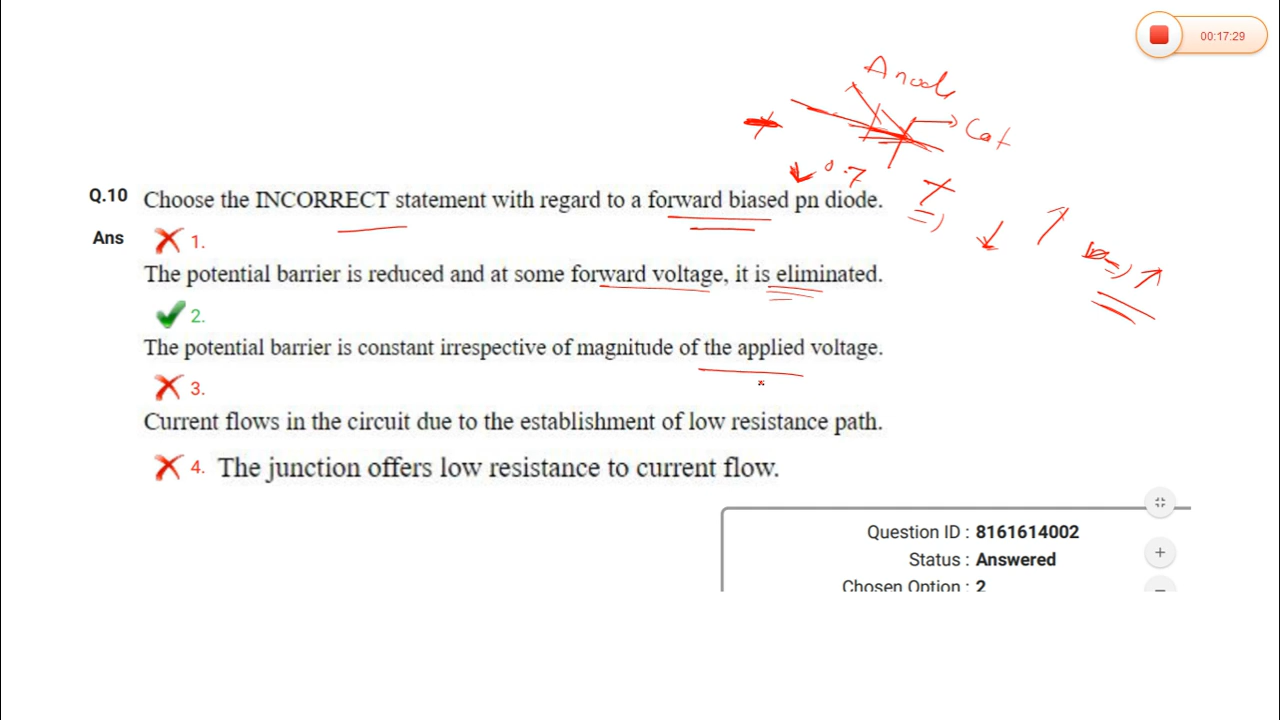 00:17:29
Anode
Cat
0.7
Q.10 Choose the INCORRECT statement with regard to a forward biased pn diode.
Ans
1.
The potential barrier is reduced and at some forward voltage, it is eliminated.
2.
The potential barrier is constant irrespective of magnitude of the applied voltage.
3.
Current flows in the circuit due to the establishment of low resistance path.
4. The junction offers low resistance to current flow.
Question ID : 8161614002
Status : Answered
Chosen Option : 2